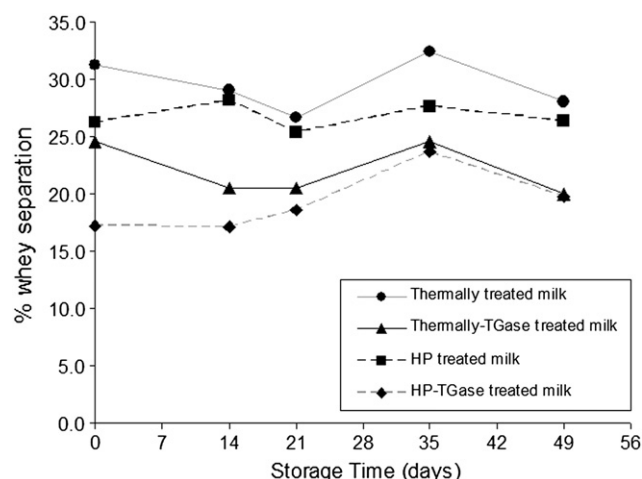 35.0
30.0
25.0
20.0
15.0
10.0
5.0
0.0
% whey separation
0 7 14 21 28 35 42 49 56
Storage Time (days)
Thermally treated milk
Thermally-TGase treated milk
HP treated milk
HP-TGase treated milk